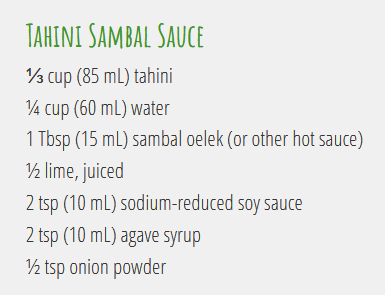 Tahini Sambal Sauce
⅓ cup (85 mL) tahini
¼ cup (60 mL) water
1 Tbsp (15 mL) sambal oelek (or other hot sauce)
½ lime, juiced
2 tsp (10 mL) sodium-reduced soy sauce
2 tsp (10 mL) agave syrup
½ tsp onion powder